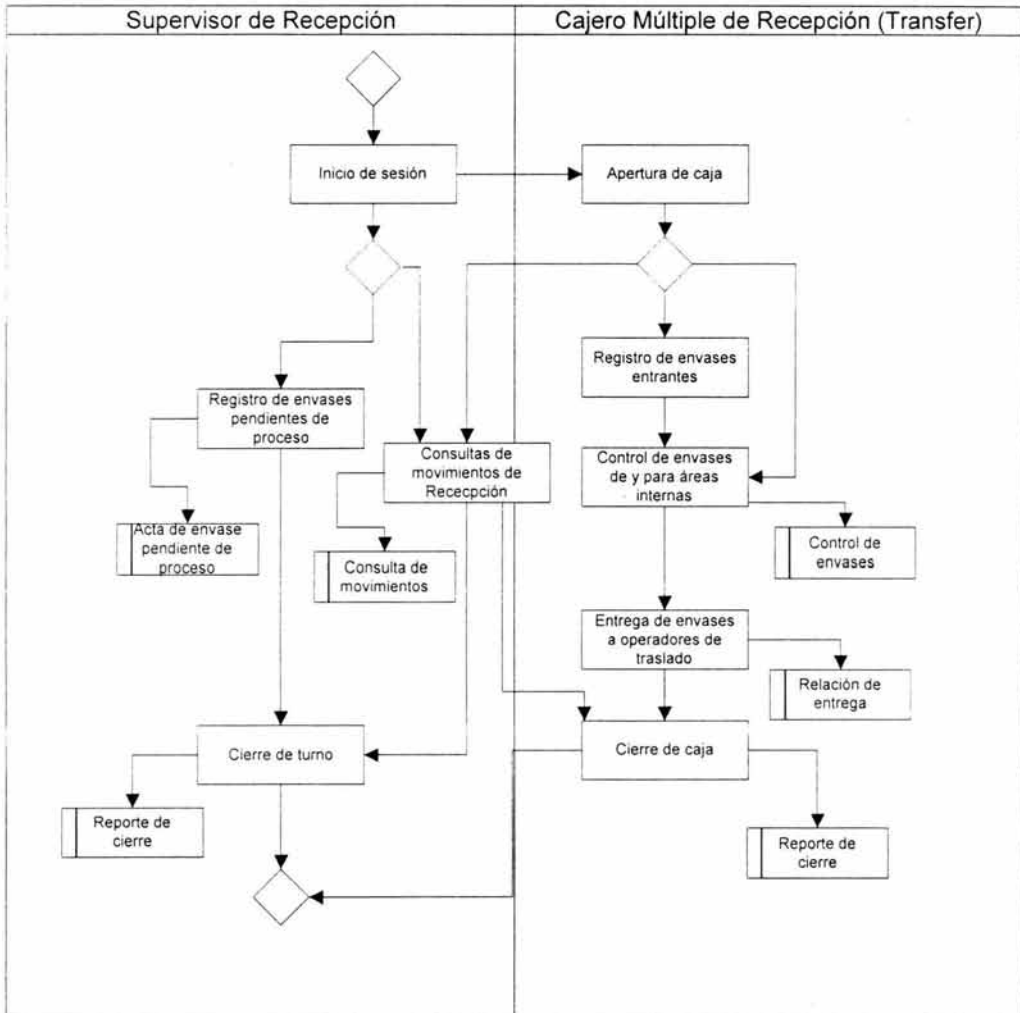 Supervisor de Recepción
Cajero Múltiple de Recepción (Transfer)
Inicio de sesión
Apertura de caja
Registro de envases
entrantes
Registro de envases
pendientes de
proceso
Consultas de
movimientos de
Rececpción
Control de envases
de y para áreas
internas
Acta de envase
pendiente de
proceso
Consulta de
movimientos
Control de
envases
Entrega de envases
a operadores de
traslado
Relación de
entrega
Cierre de turno
Cierre de caja
Reporte de
cierre
Reporte de
cierre